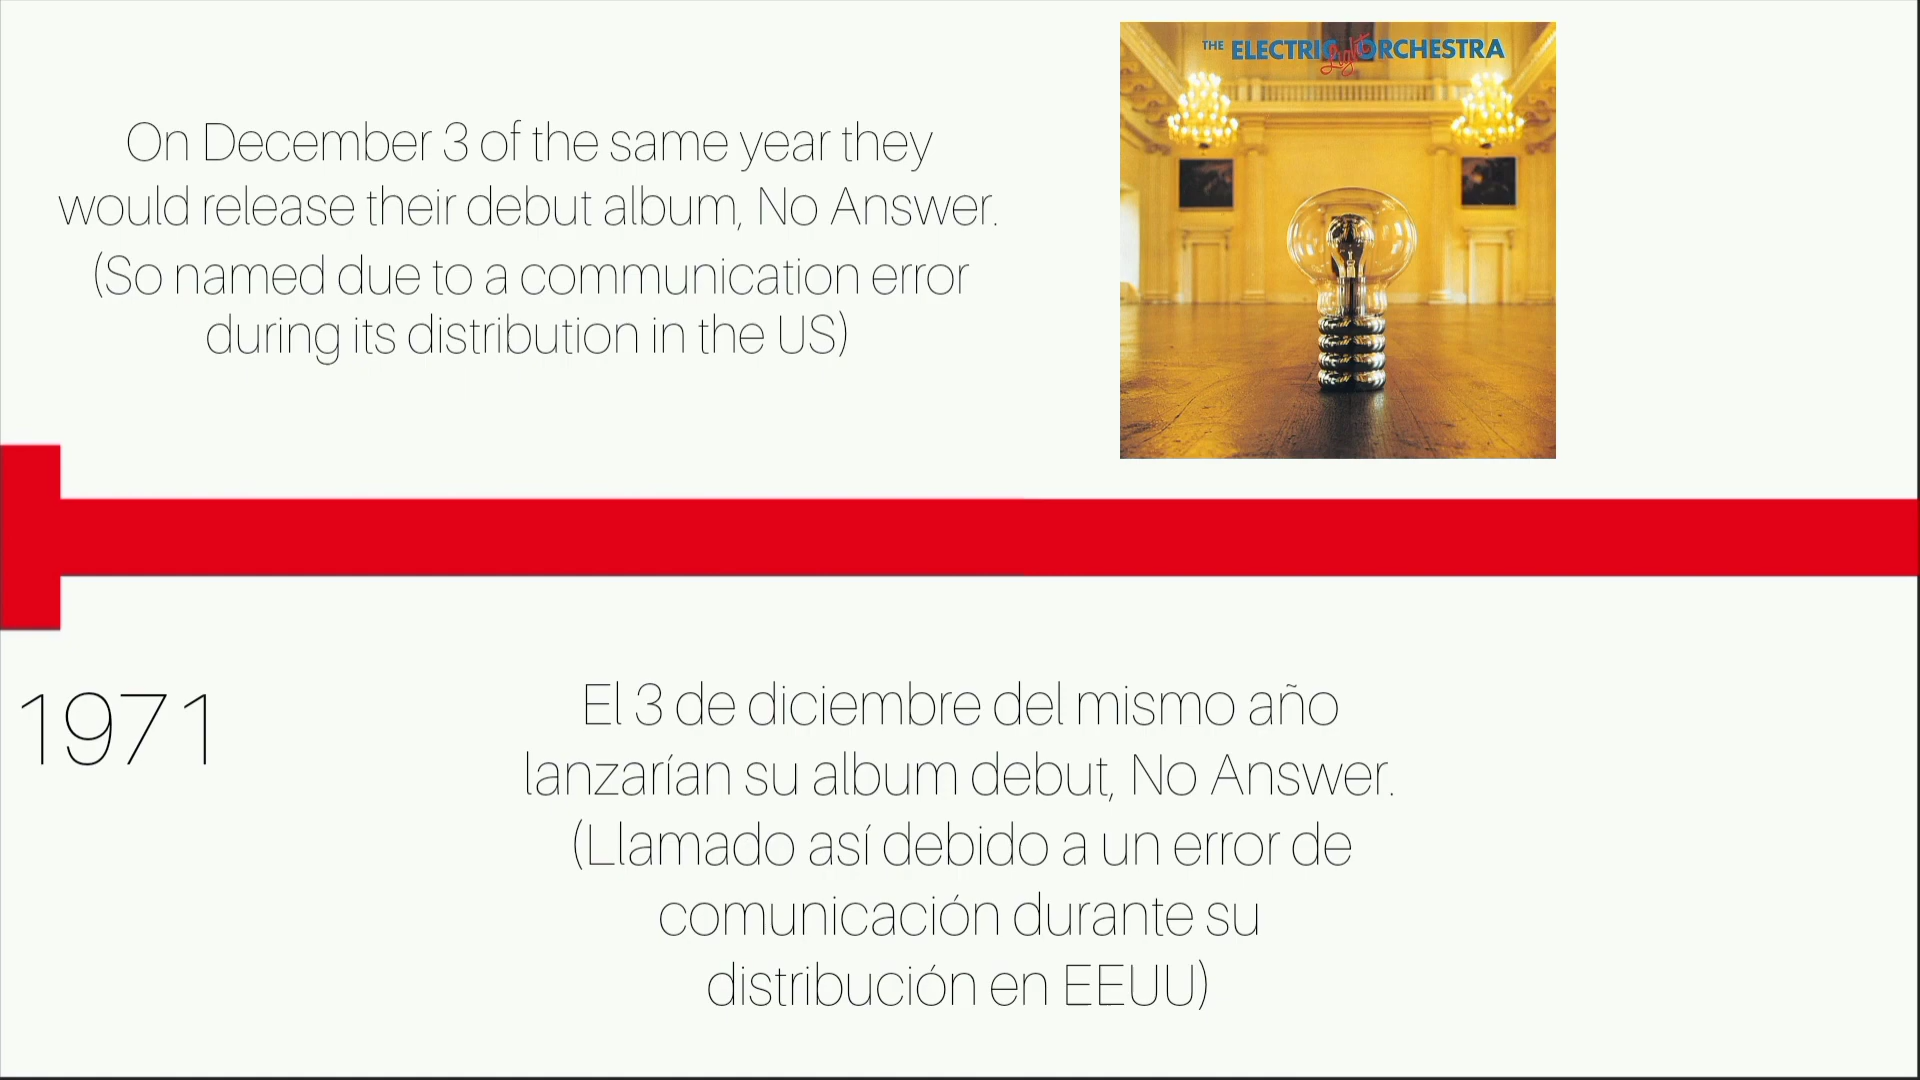 On December 3 of the same year they
would release their debut album, No Answer.
(So named due to a communication error
during its distribution in the US)
THE ELECTRIC Light ORCHESTRA
1971
El 3 de diciembre del mismo año
lanzarían su album debut, No Answer.
(Llamado así debido a un error de
comunicación durante su
distribución en EEUU)